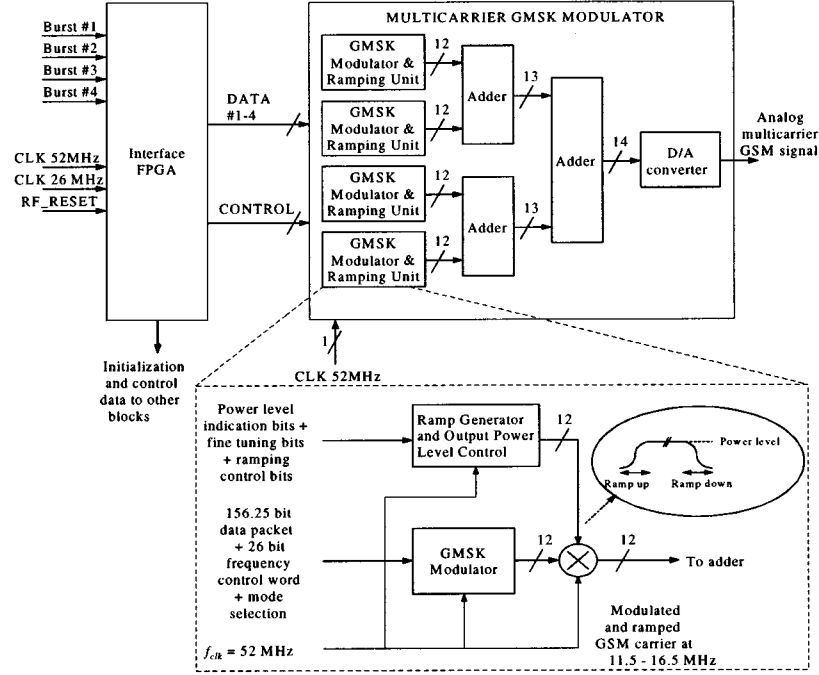 MULTICARRIER GMSK MODULATOR
Burst #1
Burst #2
Burst #3
Burst #4
CLK 52MHz
CLK 26 MHz
RF_RESET
Interface
FPGA
DATA
#1-4
CONTROL
GMSK
Modulator &
Ramping Unit
12
GMSK
Modulator &
Ramping Unit
12
GMSK
Modulator &
Ramping Unit
12
GMSK
Modulator &
Ramping Unit
12
Adder
13
Adder
13
Adder
14
D/A
converter
Analog
multicarrier
GSM signal
1
CLK 52MHz
Initialization
and control
data to other
blocks
Power level
indication bits +
fine tuning bits
+ ramping
control bits
Ramp Generator
and Output Power
Level Control
12
Power level
Ramp up
Ramp down
156.25 bit
data packet
+ 26 bit
frequency
control word
+ mode
selection
GMSK
Modulator
12
12
To adder
fclk = 52 MHz
Modulated
and ramped
GSM carrier at
11.5 - 16.5 MHz